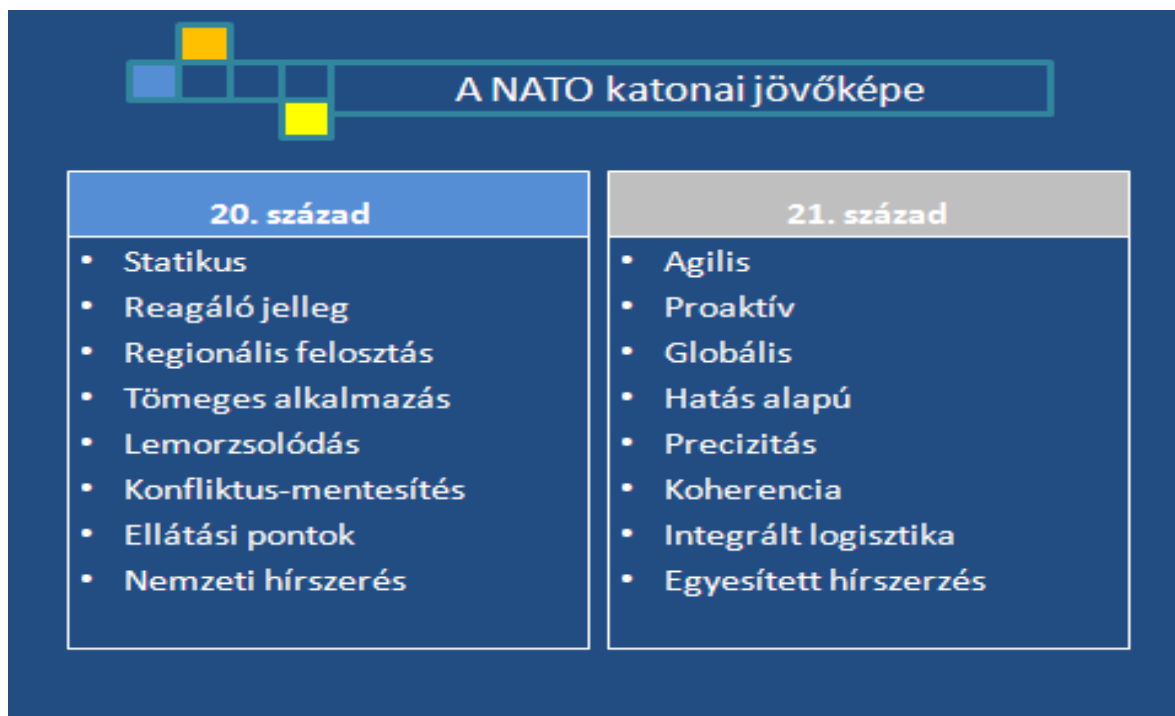 A NATO katonai jövőképe
20. század
• Statikus
• Reagáló jelleg
• Regionális felosztás
• Tömeges alkalmazás
• Lemorzsolódás
• Konfliktus-mentesítés
• Ellátási pontok
• Nemzeti hírszerés
21. század
• Agilis
• Proaktív
• Globális
• Hatás alapú
• Precizitás
• Koherencia
• Integrált logisztika
• Egyesített hírszerzés